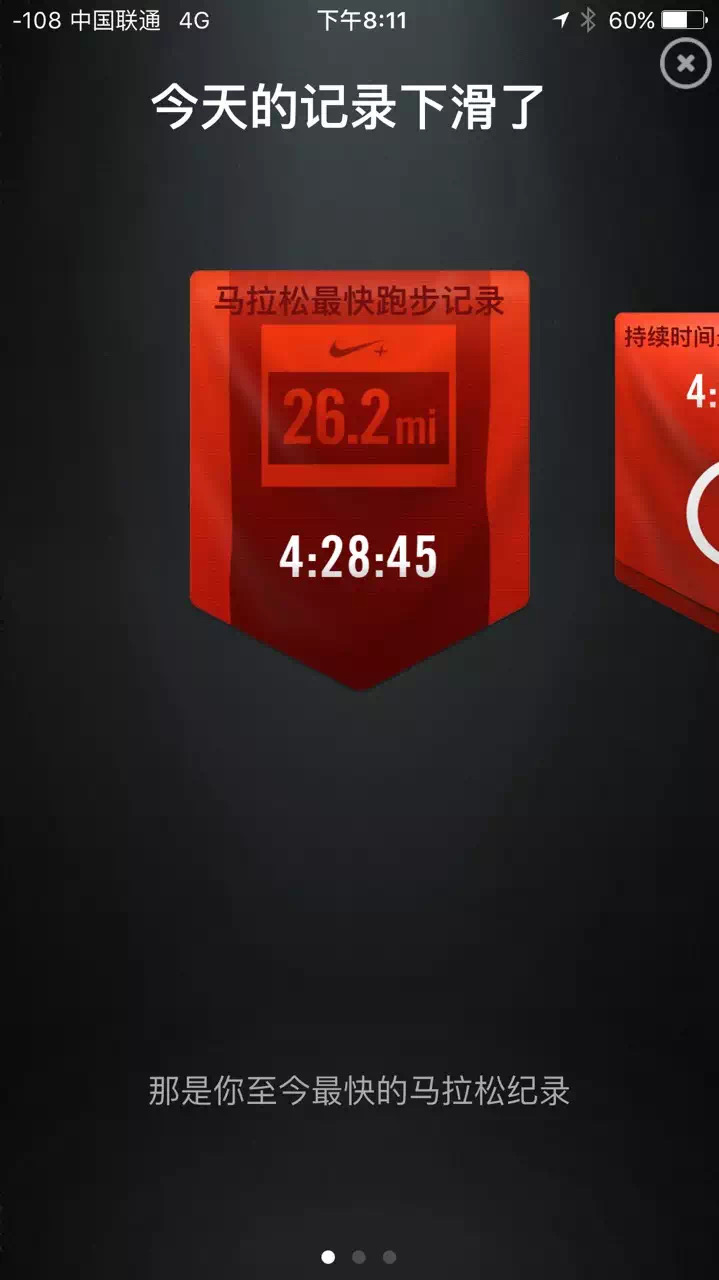 -108 中国联通 4G 下午8:11 60%
今天的记录下滑了
马拉松最快跑步记录
26.2 mi
4:28:45
持续时间
4:
那是你至今最快的马拉松纪录